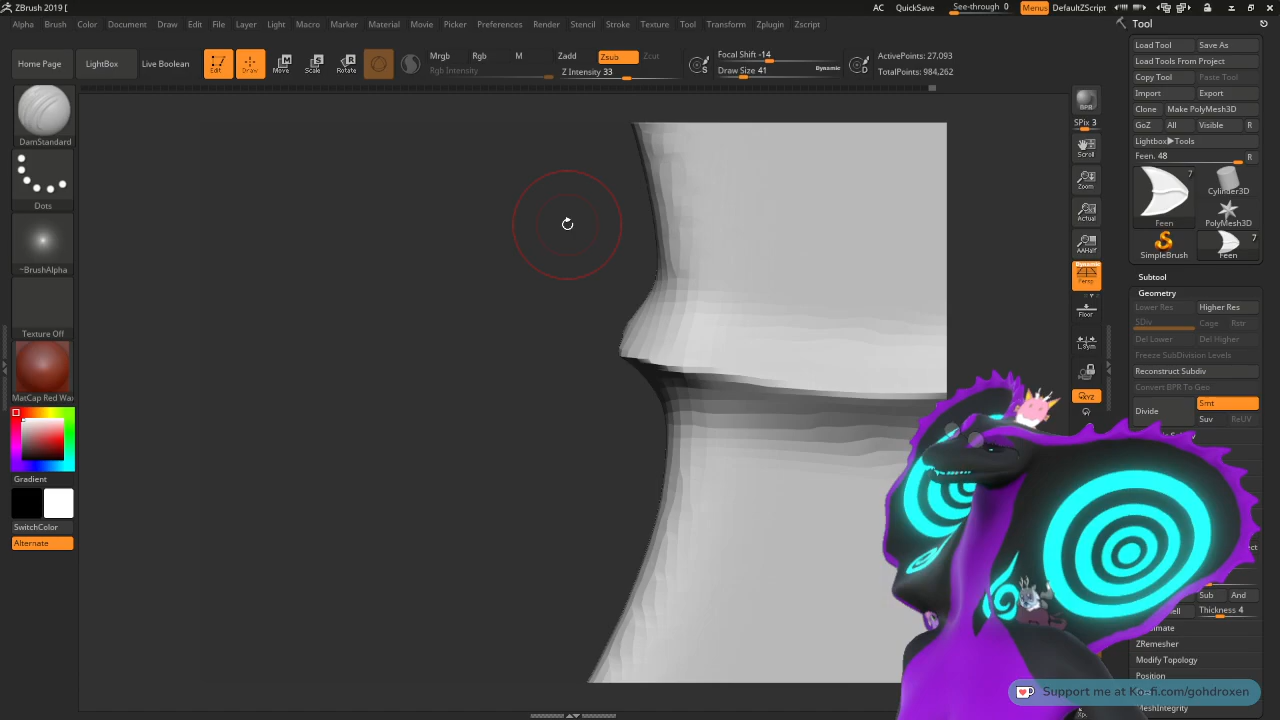 ZBrush 2019 [
AC
QuickSave
See-through 0
Menus
DefaultZScript
Alpha Brush Color Document Draw Edit File Layer Light Macro Marker Material Movie Picker Preferences Render Stencil Stroke Texture Tool Transform Zplugin Zscript
Tool
Home Page
LightBox
Live Boolean
Edit
Draw
Move
Scale
Rotate
Mrgb Rgb M
Rgb Intensity
Zadd Zsub Zcut
Z Intensity 33
S
Focal Shift -14
Draw Size 41
Dynamic
D
ActivePoints: 27,093
TotalPoints: 984,262
Load Tool Save As
Load Tools From Project
Copy Tool Paste Tool
Import Export
Clone Make PolyMesh3D
GoZ All Visible R
Lightbox▶Tools
Feen. 48 R
7
Feen
Cylinder3D
PolyMesh3D
SimpleBrush
7
Feen
Subtool
Geometry
Lower Res Higher Res
SDiv Cage Rstr
Del Lower Del Higher
Freeze SubDivision Levels
Reconstruct Subdiv
Convert BPR To Geo
Divide
Smt
Suv ReUV
Sub And
Thickness 4
ZRemesher
Modify Topology
Position
MeshIntegrity
BPR
SPix 3
Scroll
Zoom
Actual
AAHalf
Dynamic
Persp
Floor
L.Sym
XYZ
DamStandard
Dots
~BrushAlpha
Texture Off
MatCap Red Wax
Gradient
SwitchColor
Alternate
Support me at Ko-fi.com/gohdroxen